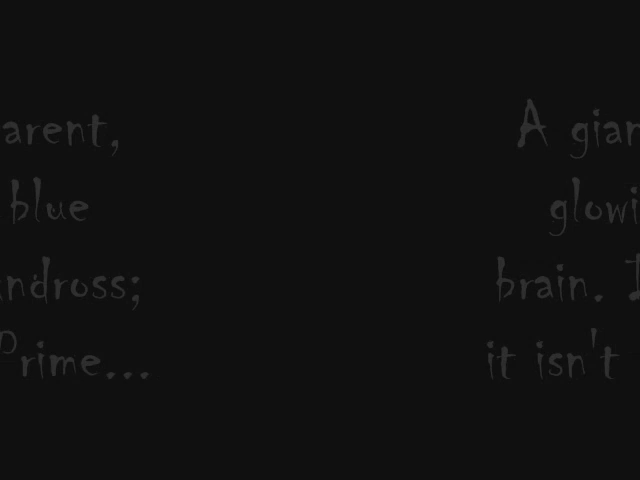 arent,
blue
ndross;
Prime...
A gian
glowi
brain. I
it isn't